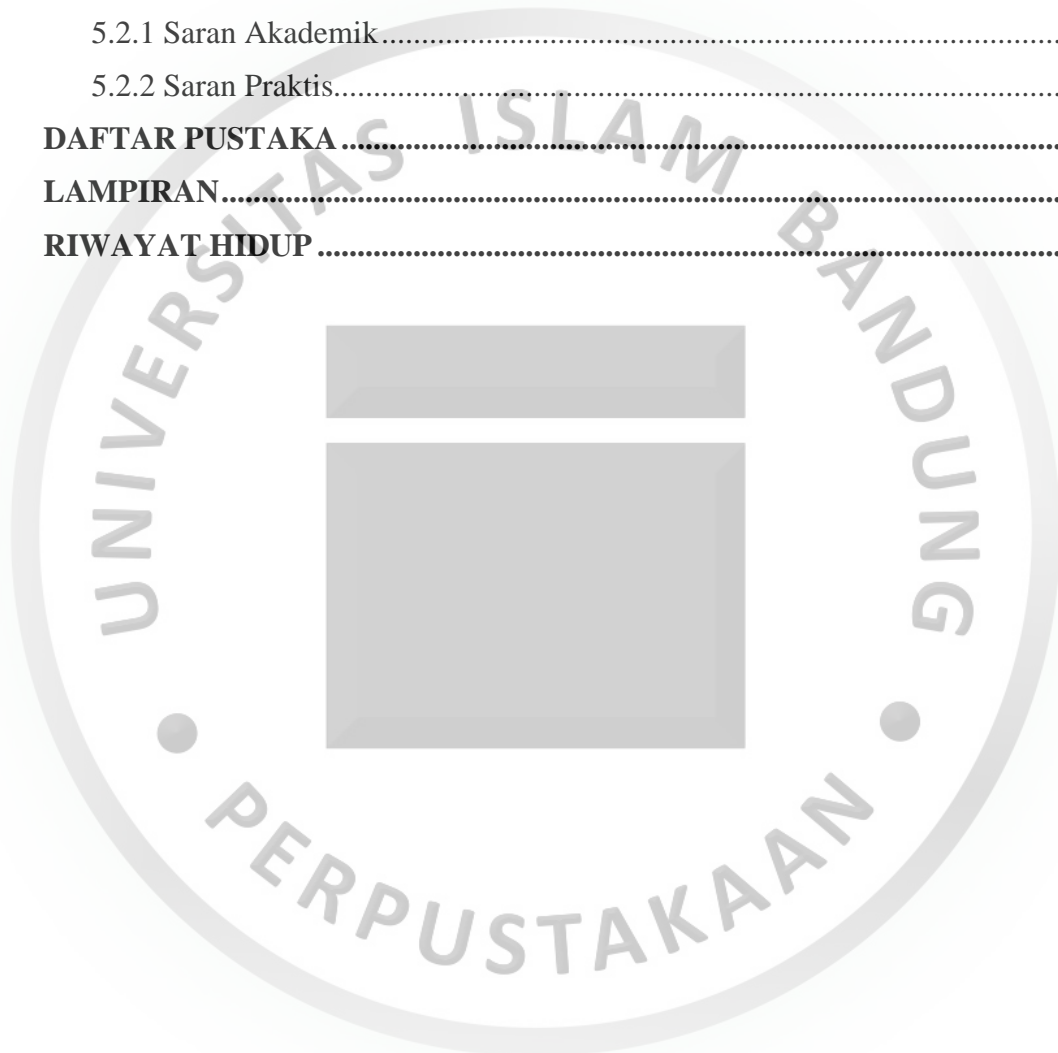 5.2.1 Saran Akademik................................................................................
5.2.2 Saran Praktis................................................................................
DAFTAR PUSTAKA................................................................................
LAMPIRAN................................................................................
RIWAYAT HIDUP................................................................................
UNIVERSITAS ISLAM BANDUNG
• PERPUSTAKAAN •